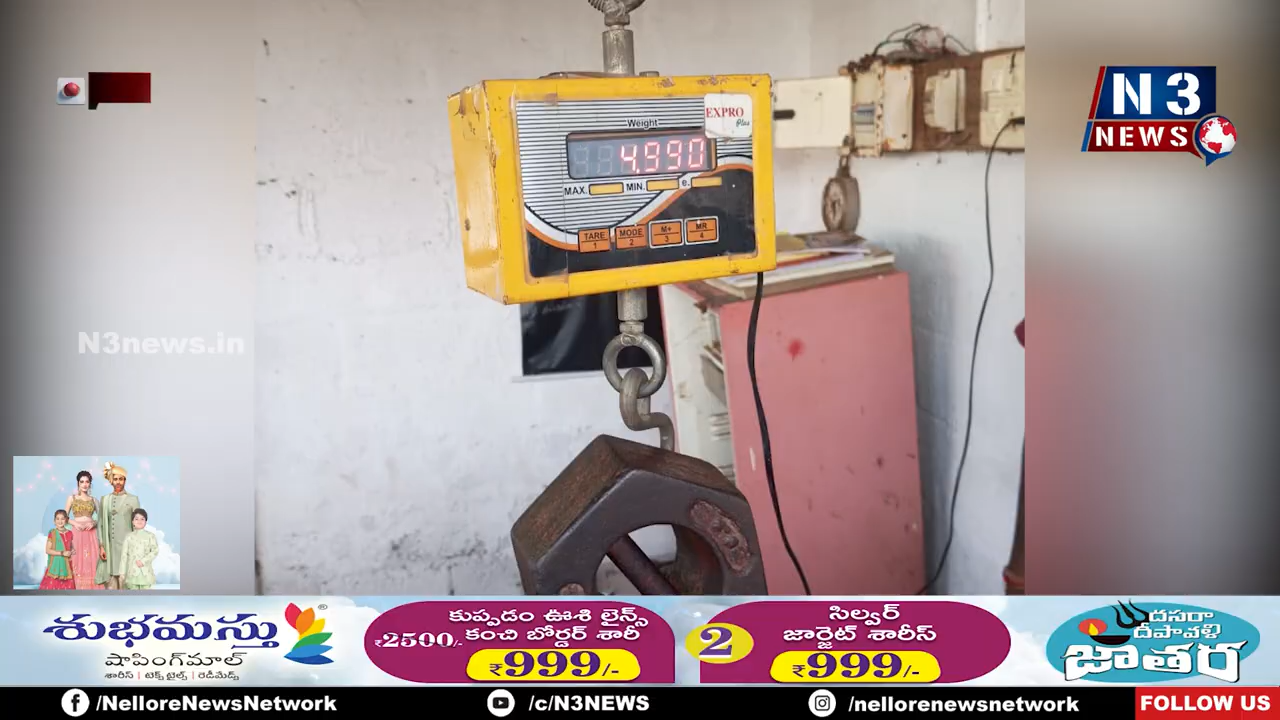 N3
NEWS
EXPRO
Plus
Weight
4.990
MAX. MIN. e.
TARE MODE M+ MR
1 2 3 4
N3news.in
శుభమస్తు
షాపింగ్‌మాల్
శారీస్ | టెక్స్‌టైల్స్ | రెడీమేడ్స్
కుప్పడం ఊశి లైన్స్
₹2500/- కంచి బోర్డర్ శారీ
₹999/-
2
సిల్వర్
జార్జెట్ శారీస్
₹999/-
దసరా
దీపావళి
జాతర
/NelloreNewsNetwork
/c/N3NEWS
/nellorenewsnetwork
FOLLOW US